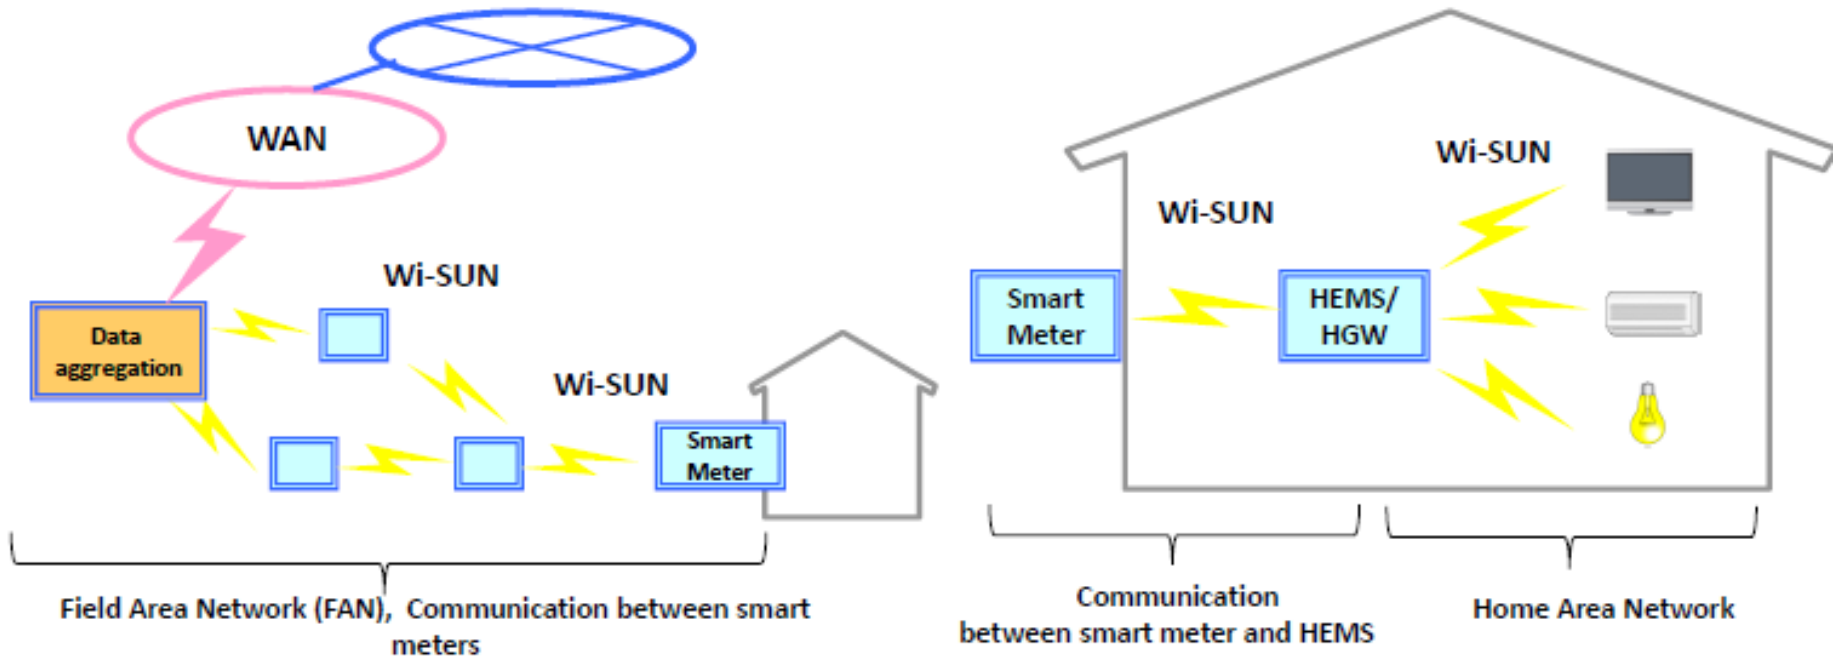 WAN
Wi-SUN
Data
aggregation
Wi-SUN
Smart
Meter
Field Area Network (FAN),  Communication between smart
meters
Wi-SUN
Wi-SUN
Smart
Meter
HEMS/
HGW
Communication
between smart meter and HEMS
Home Area Network